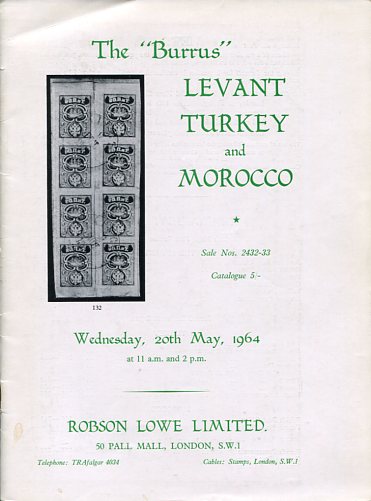 The "Burrus"
LEVANT
TURKEY
and
MOROCCO
132
Sale Nos. 2432-33
Catalogue 5/-
Wednesday, 20th May, 1964
at 11 a.m. and 2 p.m.
ROBSON LOWE LIMITED.
50 PALL MALL, LONDON, S.W.1
Telephone: TRAfalgar 4034
Cables: Stamps, London, S.W.1